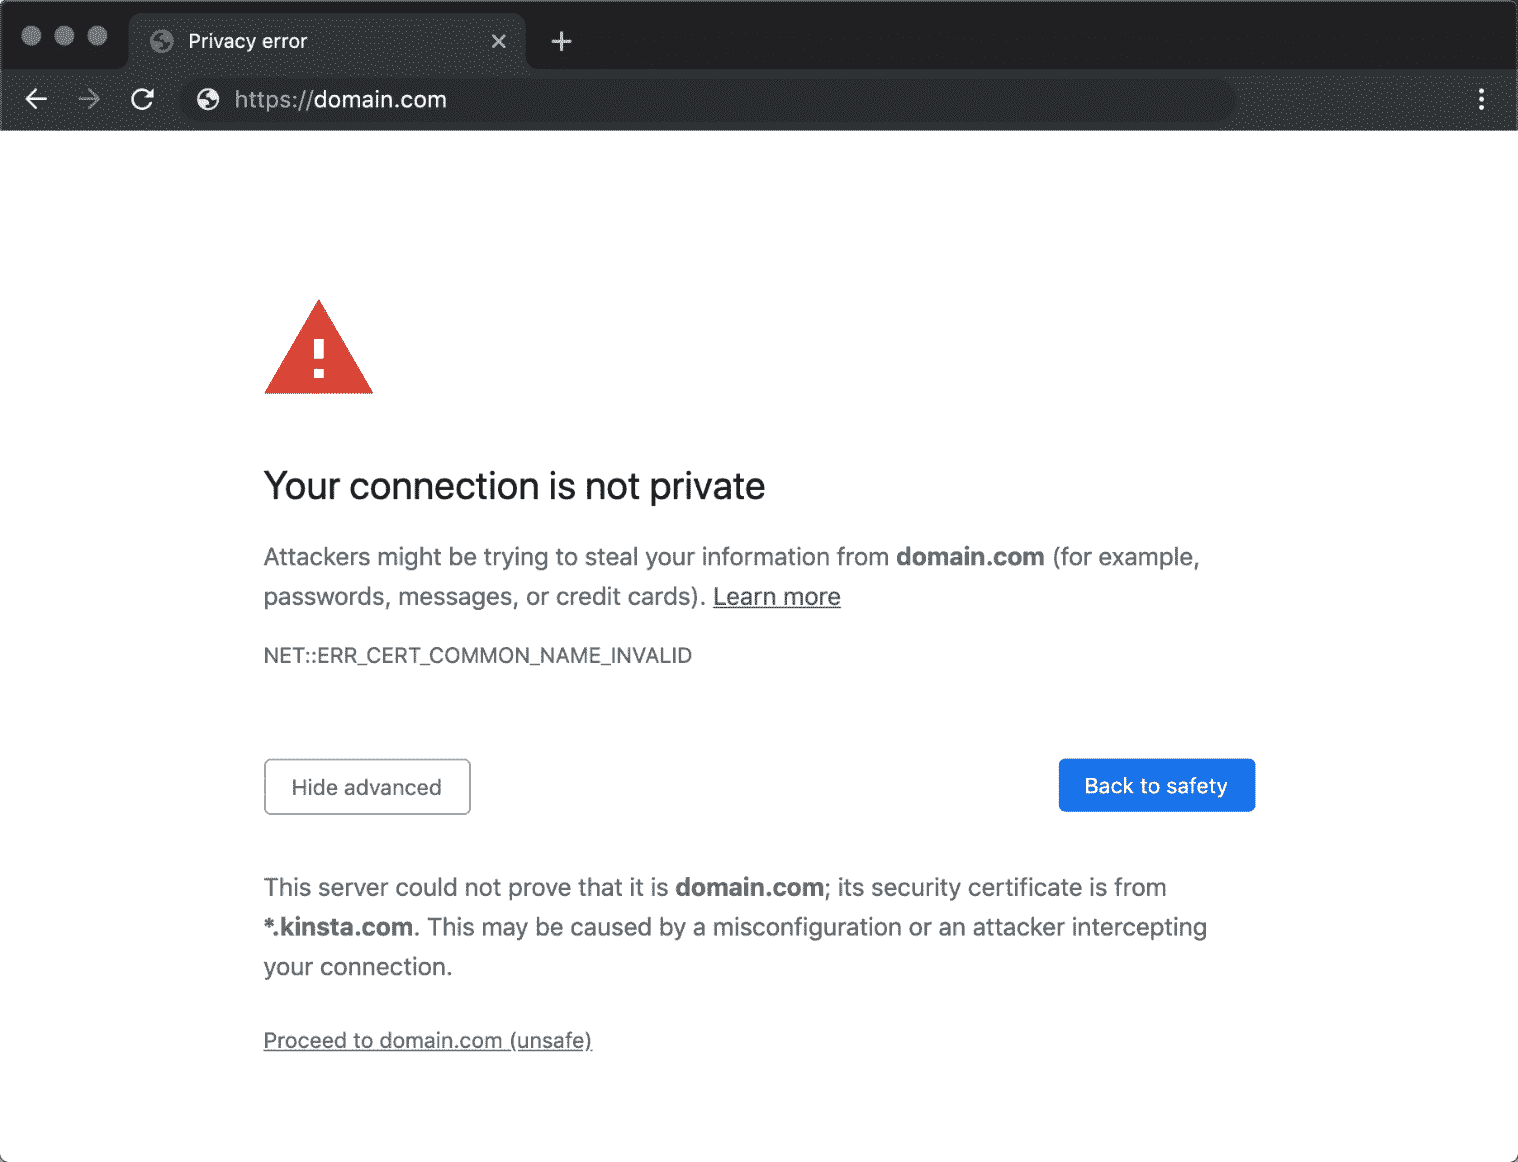 Privacy error
https://domain.com
Your connection is not private
Attackers might be trying to steal your information from domain.com (for example,
passwords, messages, or credit cards). Learn more
NET::ERR_CERT_COMMON_NAME_INVALID
Hide advanced
Back to safety
This server could not prove that it is domain.com; its security certificate is from
*.kinsta.com. This may be caused by a misconfiguration or an attacker intercepting
your connection.
Proceed to domain.com (unsafe)